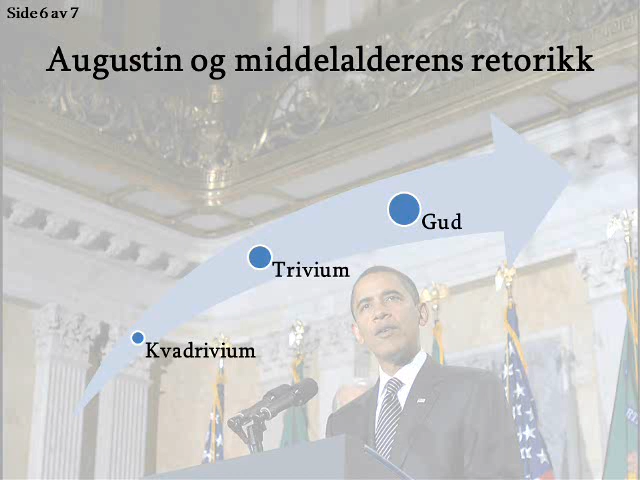 Side 6 av 7
Augustin og middelalderens retorikk
Gud
Trivium
Kvadrivium